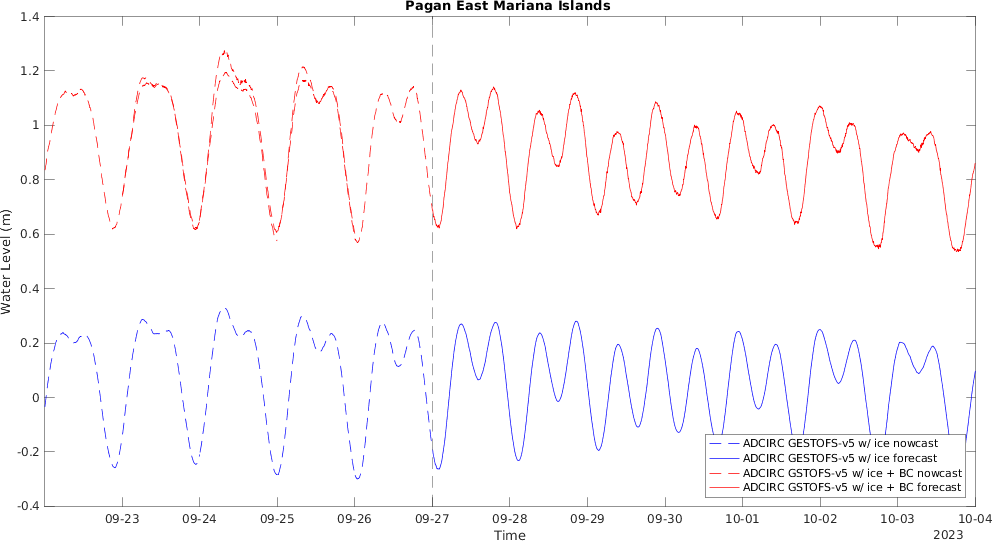 Pagan East Mariana Islands
Water Level (m)
1.4
1.2
1
0.8
0.6
0.4
0.2
0
-0.2
-0.4
ADCIRC GESTOFS-v5 w/ ice nowcast
ADCIRC GESTOFS-v5 w/ ice forecast
ADCIRC GSTOFS-v5 w/ ice + BC nowcast
ADCIRC GSTOFS-v5 w/ ice + BC forecast
09-23 09-24 09-25 09-26 09-27 09-28 09-29 09-30 10-01 10-02 10-03 10-04
Time
2023